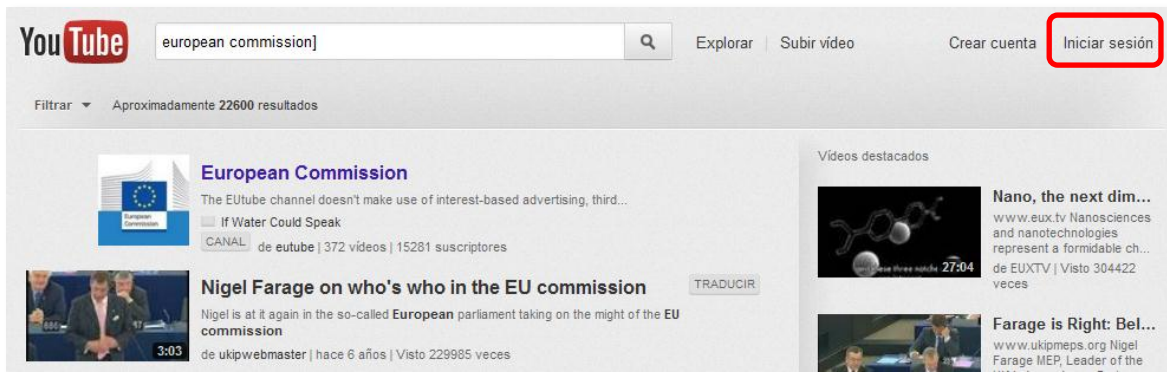 YouTube
european commission]
Explorar
Subir vídeo
Crear cuenta
Iniciar sesión
Filtrar
Aproximadamente 22600 resultados
European Commission
The EUtube channel doesn't make use of interest-based advertising, third...
If Water Could Speak
CANAL de eutube | 372 vídeos | 15281 suscriptores
European
Commission
Nigel Farage on who's who in the EU commission
TRADUCIR
Nigel is at it again in the so-called European parliament taking on the might of the EU
commission
de ukipwebmaster | hace 6 años | Visto 229985 veces
3:03
Vídeos destacados
Nano, the next dim...
www.eux.tv Nanosciences
and nanotechnologies
represent a formidable ch...
de EUXTV | Visto 304422
veces
these three notche
27:04
Farage is Right: Bel...
www.ukipmeps.org Nigel
Farage MEP, Leader of the